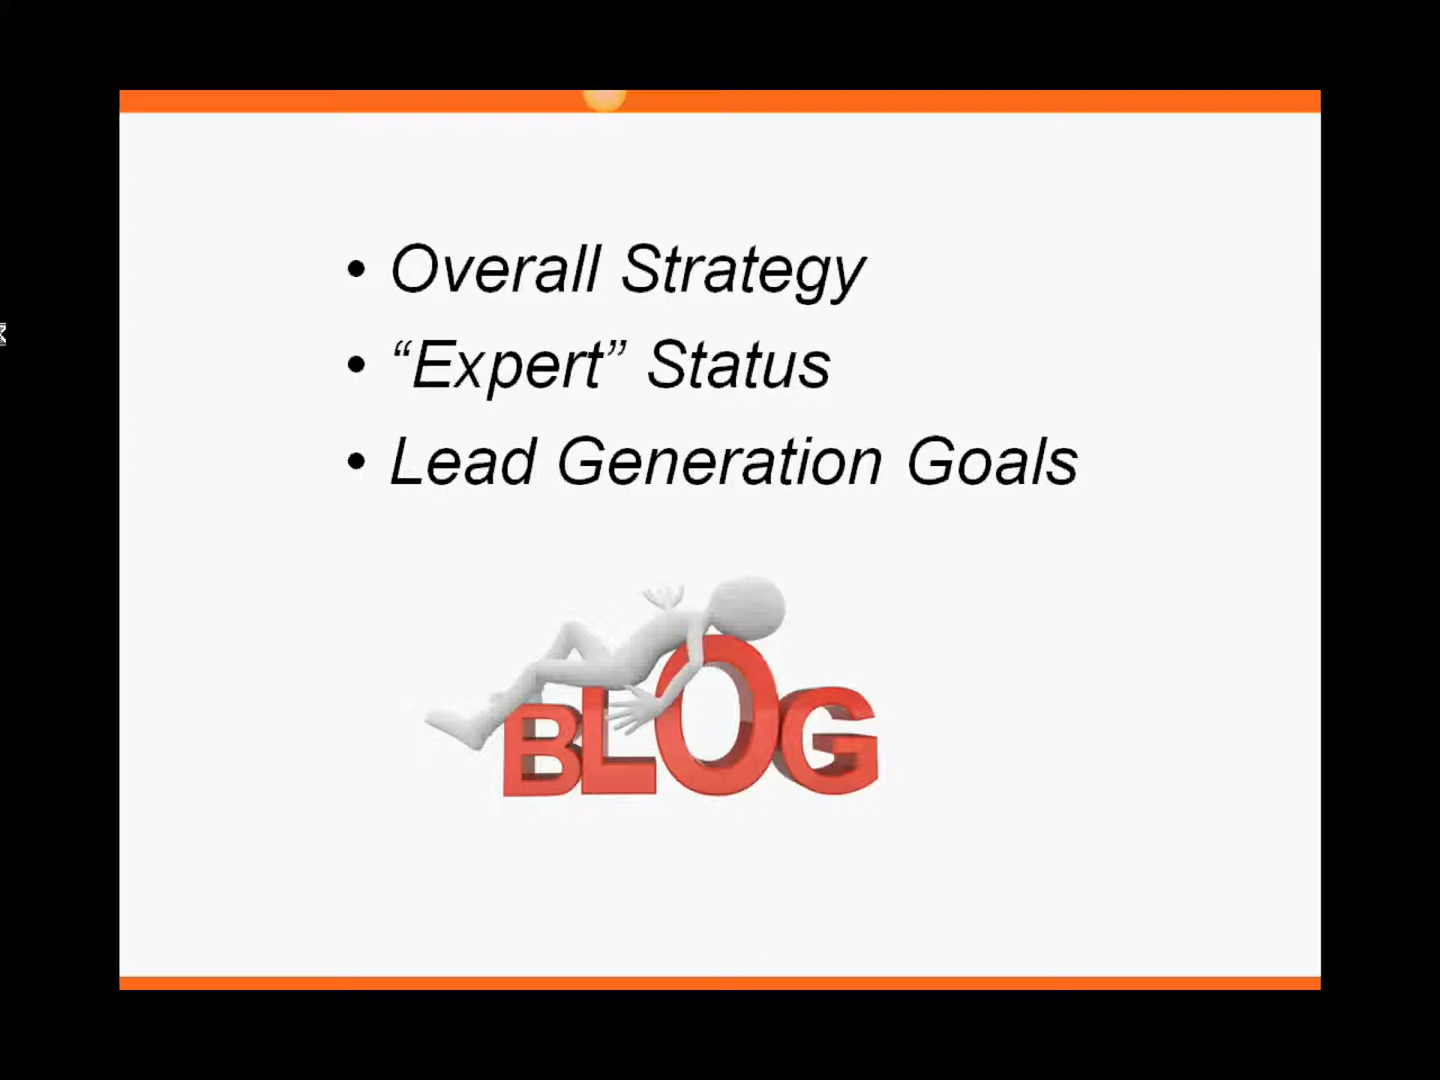 • Overall Strategy
• “Expert” Status
• Lead Generation Goals
BLOG